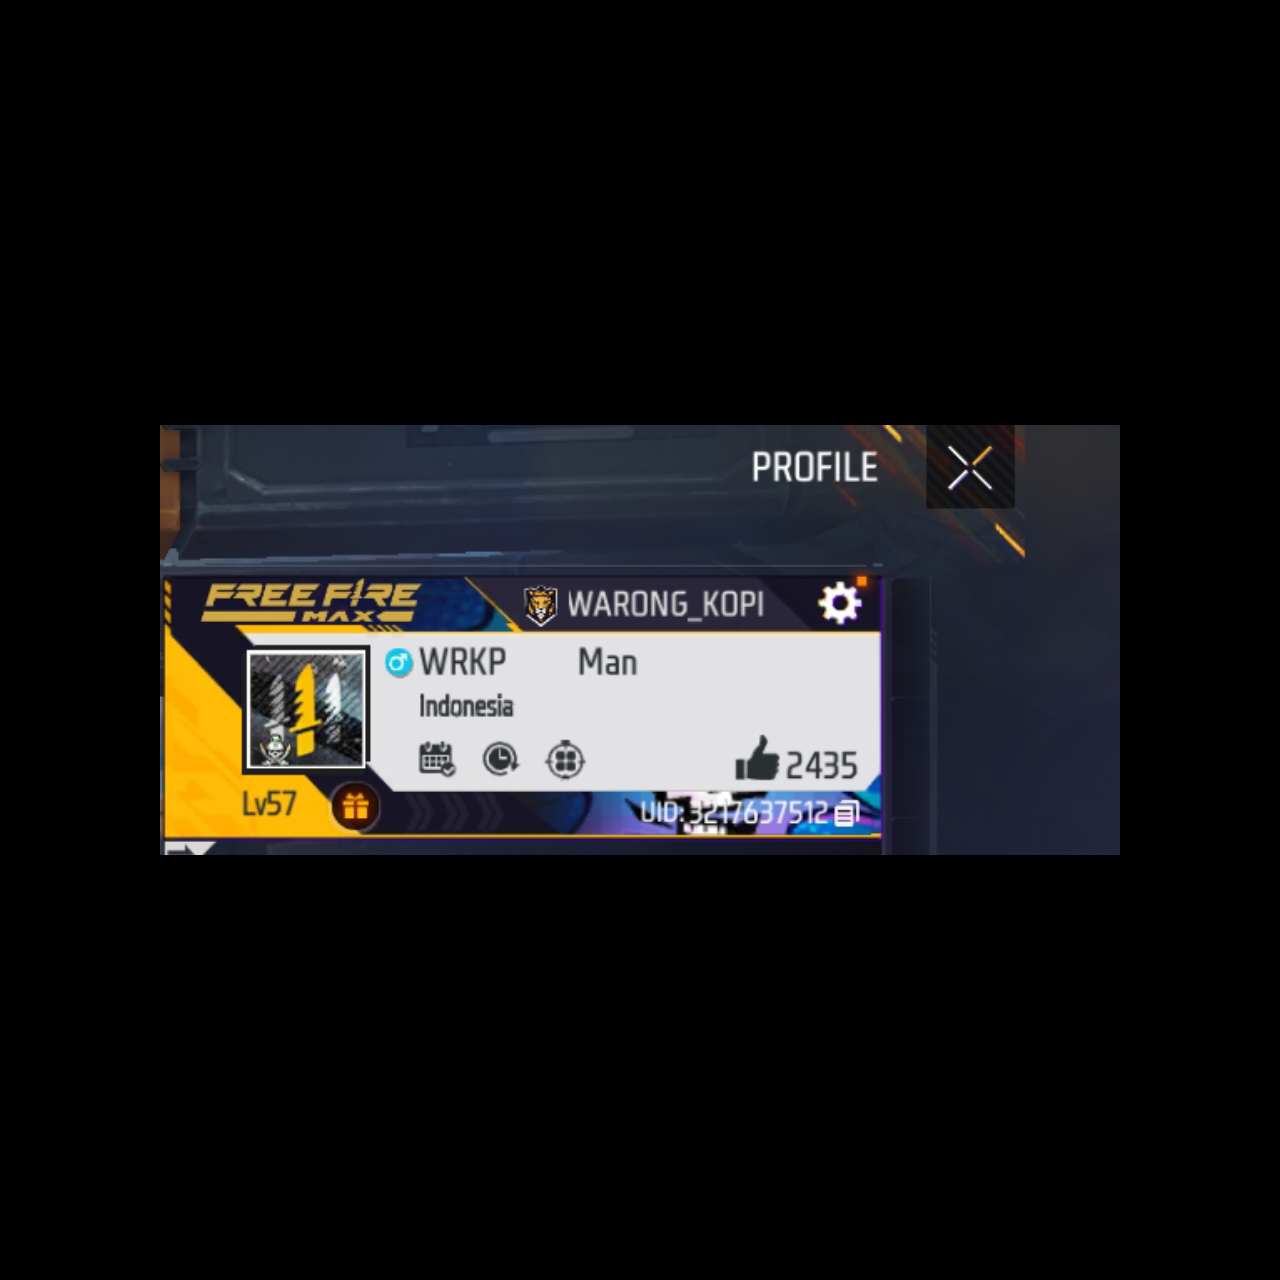 PROFILE
FREE FIRE
MAX
WARONG_KOPI
WRKP Man
Indonesia
2435
Lv57
UID:3217637512